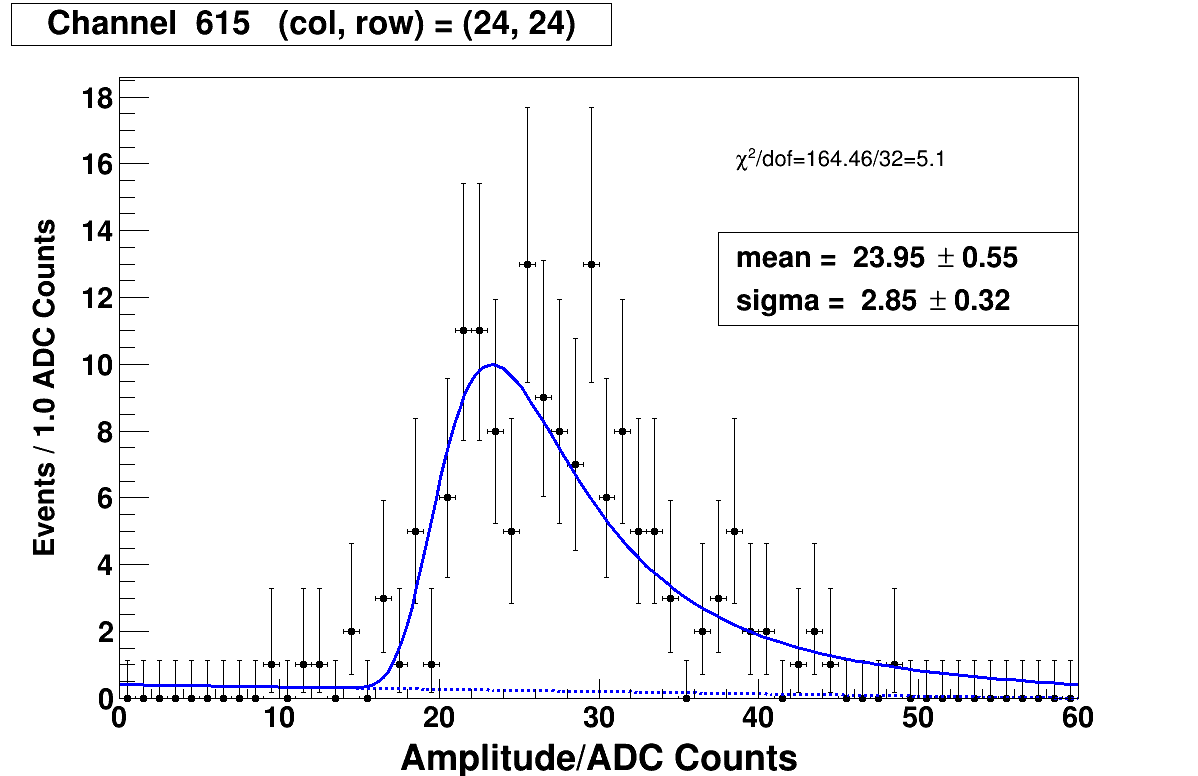 Channel 615 (col, row) = (24, 24)
χ²/dof=164.46/32=5.1
mean = 23.95 ± 0.55
sigma = 2.85 ± 0.32
Events / 1.0 ADC Counts
18
16
14
12
10
8
6
4
2
0
0 10 20 30 40 50 60
Amplitude/ADC Counts